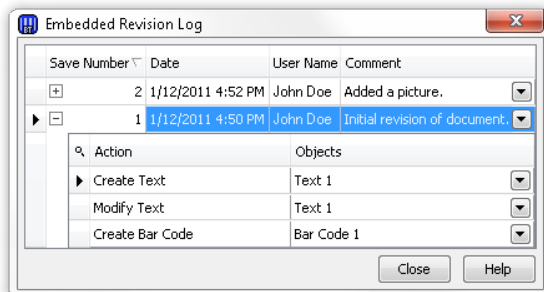 Embedded Revision Log
Save Number Date User Name Comment
2 1/12/2011 4:52 PM John Doe Added a picture.
1 1/12/2011 4:50 PM John Doe Initial revision of document.
Action Objects
Create Text Text 1
Modify Text Text 1
Create Bar Code Bar Code 1
Close Help